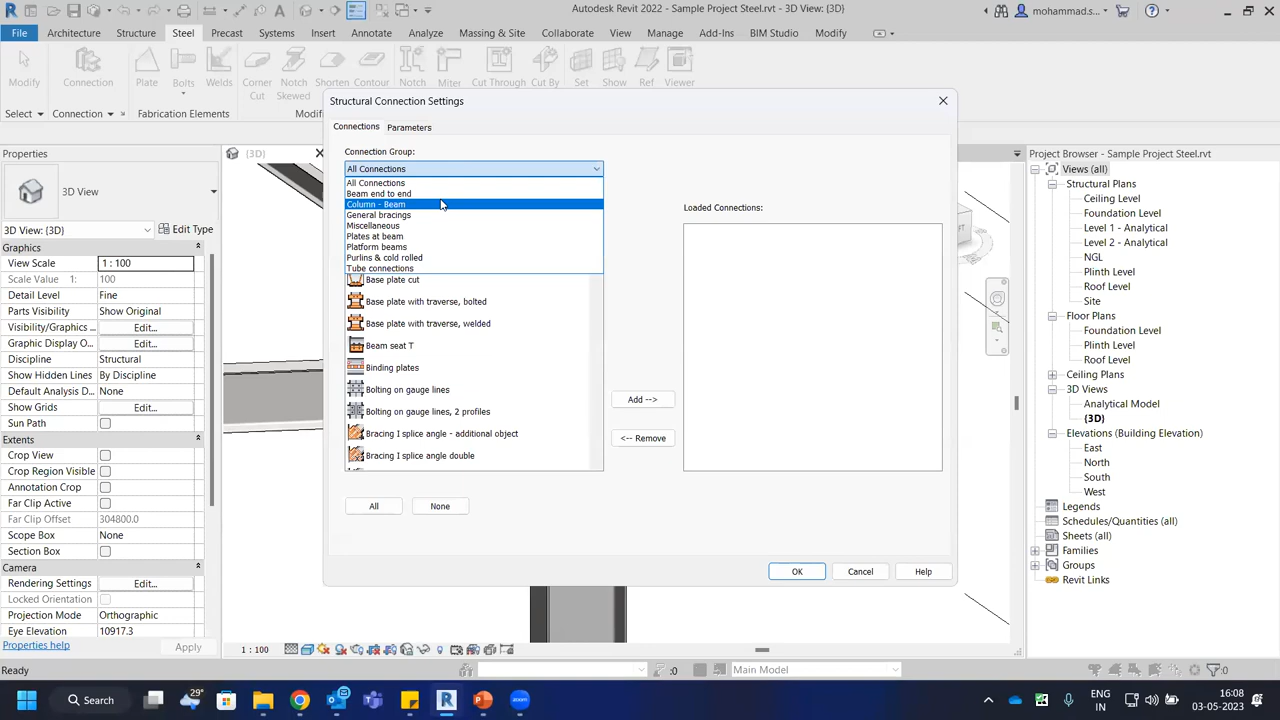 Autodesk Revit 2022 - Sample Project Steel.rvt - 3D View: {3D}
mohammad.s...
File Architecture Structure Steel Precast Systems Insert Annotate Analyze Massing & Site Collaborate View Manage Add-Ins BIM Studio Modify
Modify Connection Plate Bolts Welds Corner Cut Notch Skewed Shorten Contour Notch Miter Cut Through Cut By Set Show Ref Viewer
Select Connection Fabrication Elements Modifi
Structural Connection Settings
Connections Parameters
Connection Group:
All Connections
All Connections
Beam end to end
Column - Beam
General bracings
Miscellaneous
Plates at beam
Platform beams
Purlins & cold rolled
Tube connections
Base plate cut
Base plate with traverse, bolted
Base plate with traverse, welded
Beam seat T
Binding plates
Bolting on gauge lines
Bolting on gauge lines, 2 profiles
Bracing I splice angle - additional object
Bracing I splice angle double
Add -->
<-- Remove
Loaded Connections:
All None
OK Cancel Help
Properties
{3D}
3D View
3D View: {3D} Edit Type
Graphics
View Scale 1 : 100
Scale Value 1: 100
Detail Level Fine
Parts Visibility Show Original
Visibility/Graphics ... Edit...
Graphic Display O... Edit...
Discipline Structural
Show Hidden Lines By Discipline
Default Analysis D... None
Show Grids Edit...
Sun Path
Extents
Crop View
Crop Region Visible
Annotation Crop
Far Clip Active
Far Clip Offset 304800.0
Scope Box None
Section Box
Camera
Rendering Settings Edit...
Locked Orientation
Projection Mode Orthographic
Eye Elevation 10917.3
Properties help Apply
Project Browser - Sample Project Steel.rvt
Views (all)
Structural Plans
Ceiling Level
Foundation Level
Level 1 - Analytical
Level 2 - Analytical
NGL
Plinth Level
Roof Level
Site
Floor Plans
Foundation Level
Plinth Level
Roof Level
Ceiling Plans
3D Views
Analytical Model
{3D}
Elevations (Building Elevation)
East
North
South
West
Legends
Schedules/Quantities (all)
Sheets (all)
Families
Groups
Revit Links
1 : 100
Ready :0 Main Model :0
29° Search ENG IN 16:08 03-05-2023